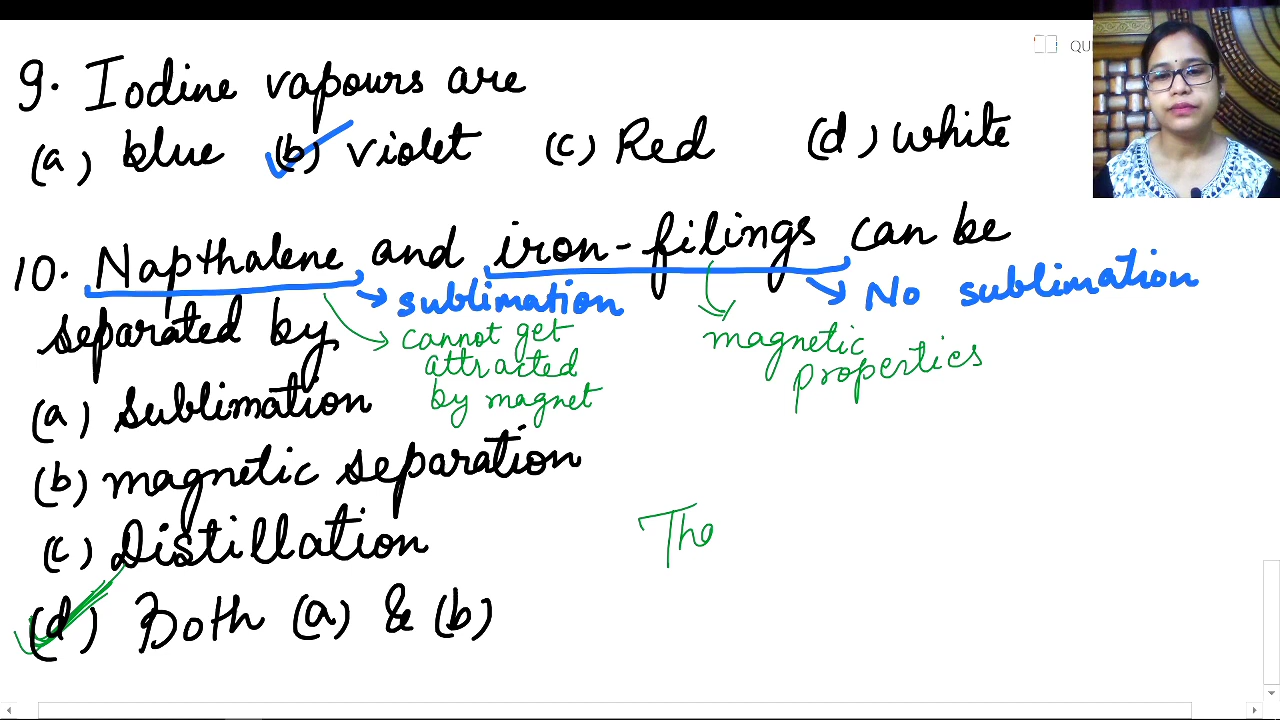 QU
9. Iodine vapours are
(a) blue (b) violet (c) Red (d) white
10. Napthalene and iron-filings can be
→ sublimation → No sublimation
separated by
cannot get magnetic
attracted properties
by magnet
(a) Sublimation
(b) magnetic separation
(c) Distillation
The
(d) Both (a) & (b)